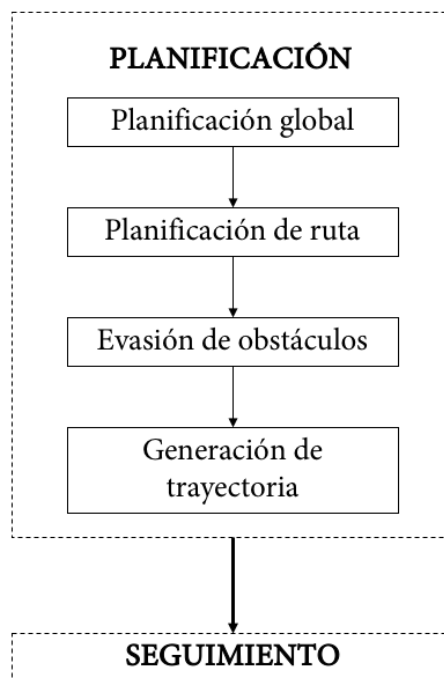 PLANIFICACIÓN
Planificación global
Planificación de ruta
Evasión de obstáculos
Generación de
trayectoria
SEGUIMIENTO